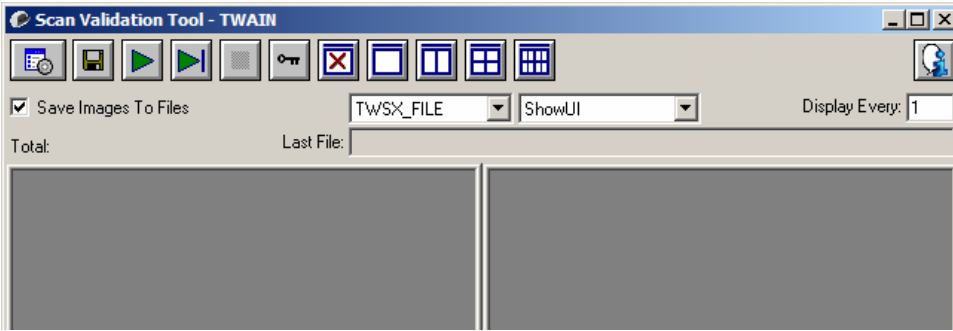 Scan Validation Tool - TWAIN
Save Images To Files TWSX_FILE ShowUI Display Every: 1
Total: Last File: